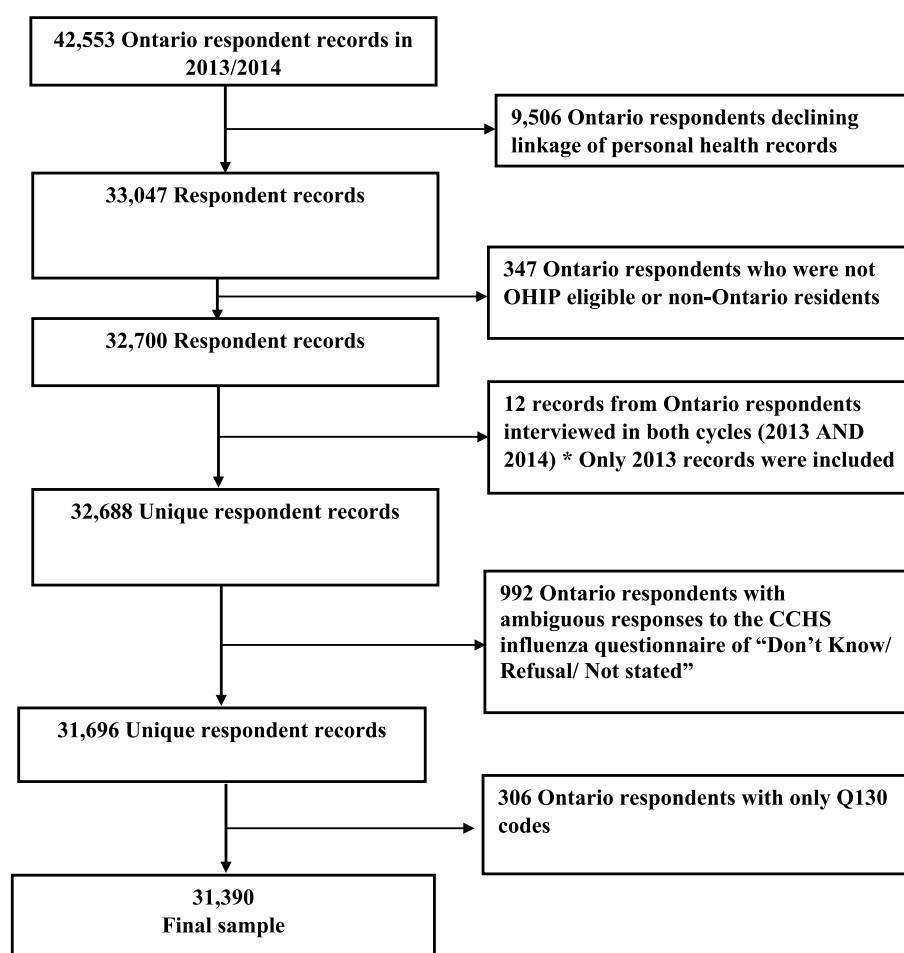 42,553 Ontario respondent records in
2013/2014
9,506 Ontario respondents declining
linkage of personal health records
33,047 Respondent records
347 Ontario respondents who were not
OHIP eligible or non-Ontario residents
32,700 Respondent records
12 records from Ontario respondents
interviewed in both cycles (2013 AND
2014) * Only 2013 records were included
32,688 Unique respondent records
992 Ontario respondents with
ambiguous responses to the CCHS
influenza questionnaire of “Don’t Know/
Refusal/ Not stated”
31,696 Unique respondent records
306 Ontario respondents with only Q130
codes
31,390
Final sample